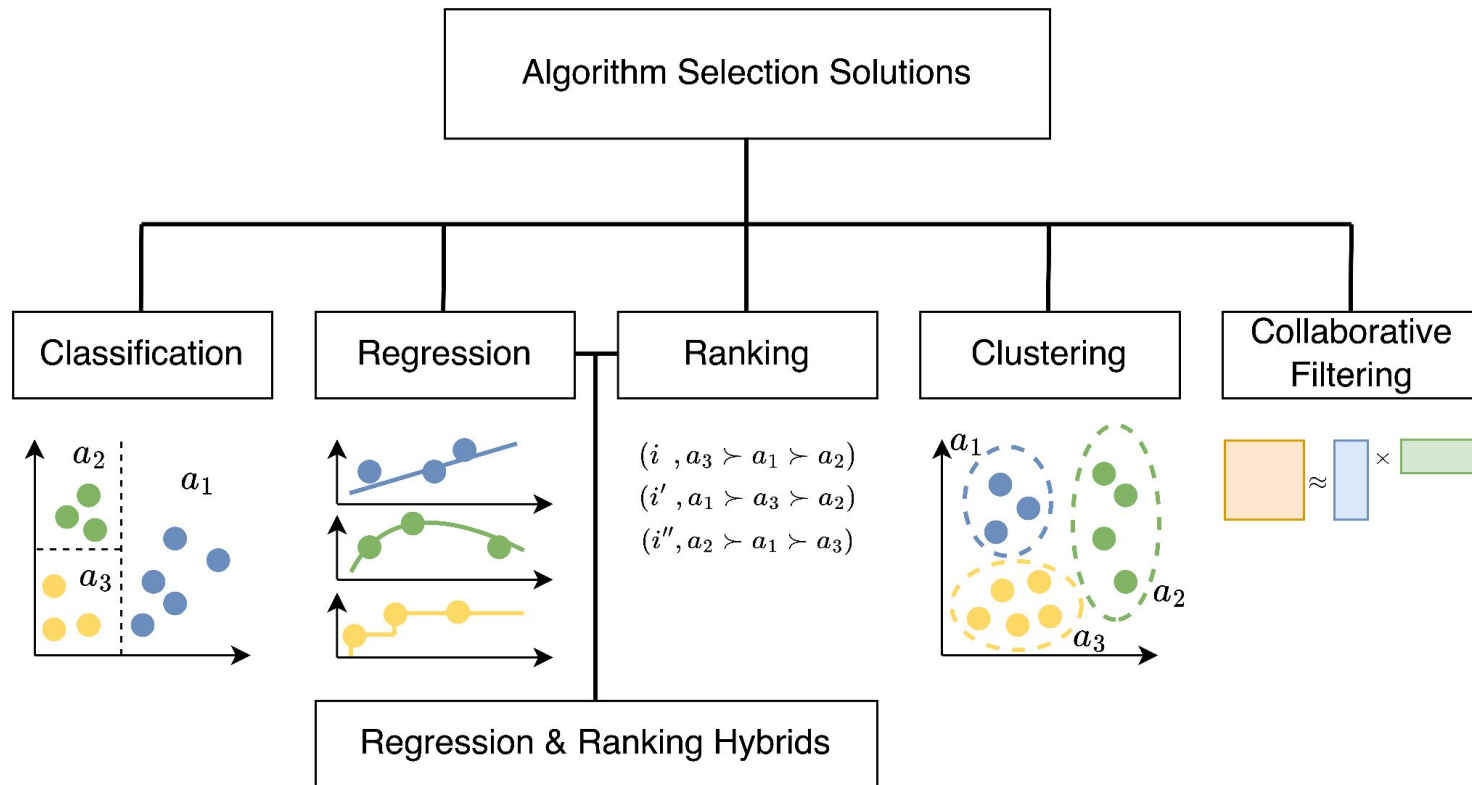 Algorithm Selection Solutions
Classification
Regression
Ranking
Clustering
Collaborative
Filtering
a₂
a₁
a₃
(i , a₃ ≻ a₁ ≻ a₂)
(i′ , a₁ ≻ a₃ ≻ a₂)
(i″, a₂ ≻ a₁ ≻ a₃)
a₁
a₂
a₃
≈ ×
Regression & Ranking Hybrids